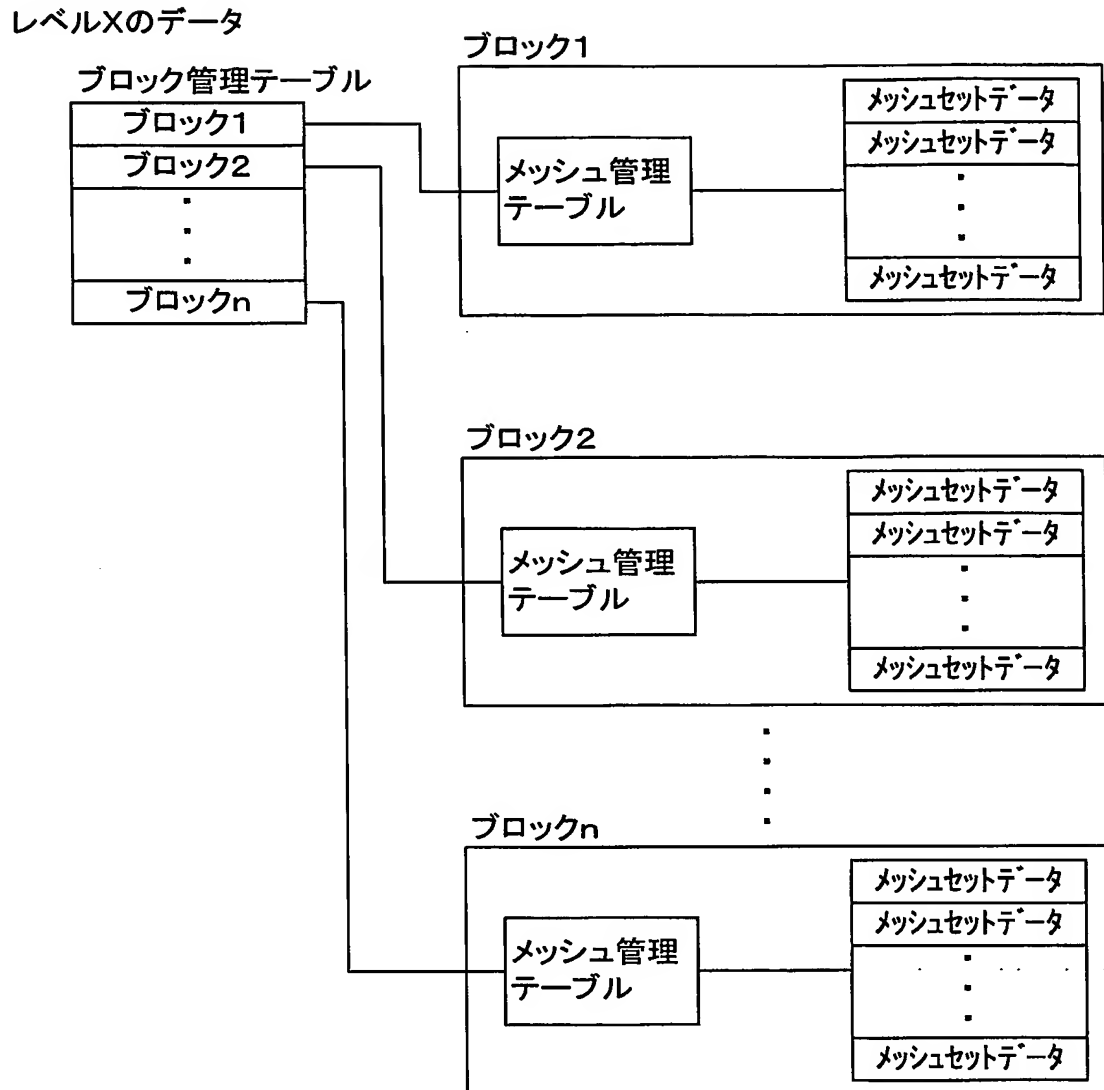 レベルXのデータ
ブロック管理テーブル
ブロック1
ブロック2
ブロックn
ブロック1
メッシュ管理
テーブル
メッシュセットデータ
メッシュセットデータ
メッシュセットデータ
ブロック2
メッシュ管理
テーブル
メッシュセットデータ
メッシュセットデータ
メッシュセットデータ
ブロックn
メッシュ管理
テーブル
メッシュセットデータ
メッシュセットデータ
メッシュセットデータ